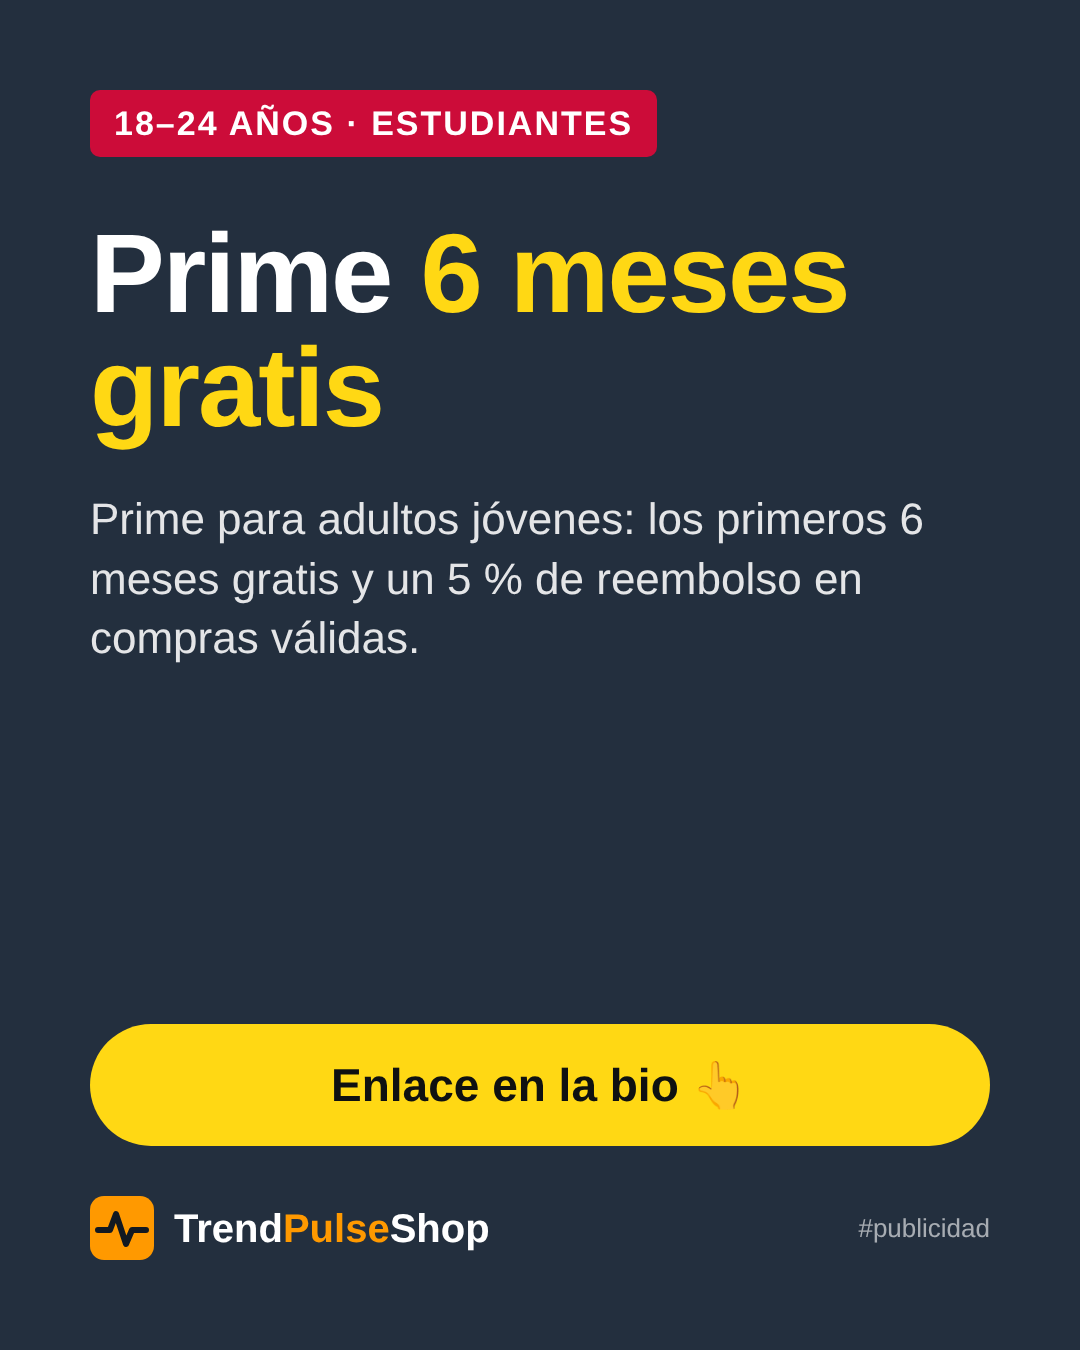 18–24 AÑOS · ESTUDIANTES
Prime 6 meses
gratis
Prime para adultos jóvenes: los primeros 6
meses gratis y un 5 % de reembolso en
compras válidas.
Enlace en la bio 👆
TrendPulseShop
#publicidad